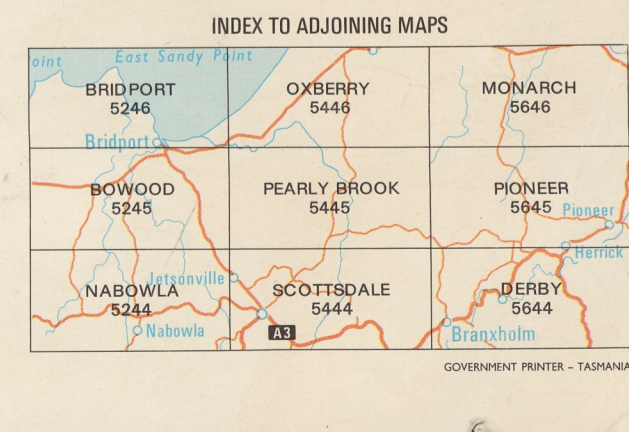 INDEX TO ADJOINING MAPS
oint
East Sandy Point
BRIDPORT
5246
OXBERRY
5446
MONARCH
5646
Bridport
BOWOOD
5245
PEARLY BROOK
5445
PIONEER
5645
Pioneer
Herrick
Jetsonville
NABOWLA
5244
SCOTTSDALE
5444
DERBY
5644
Nabowla
A3
Branxholm
GOVERNMENT PRINTER – TASMANIA